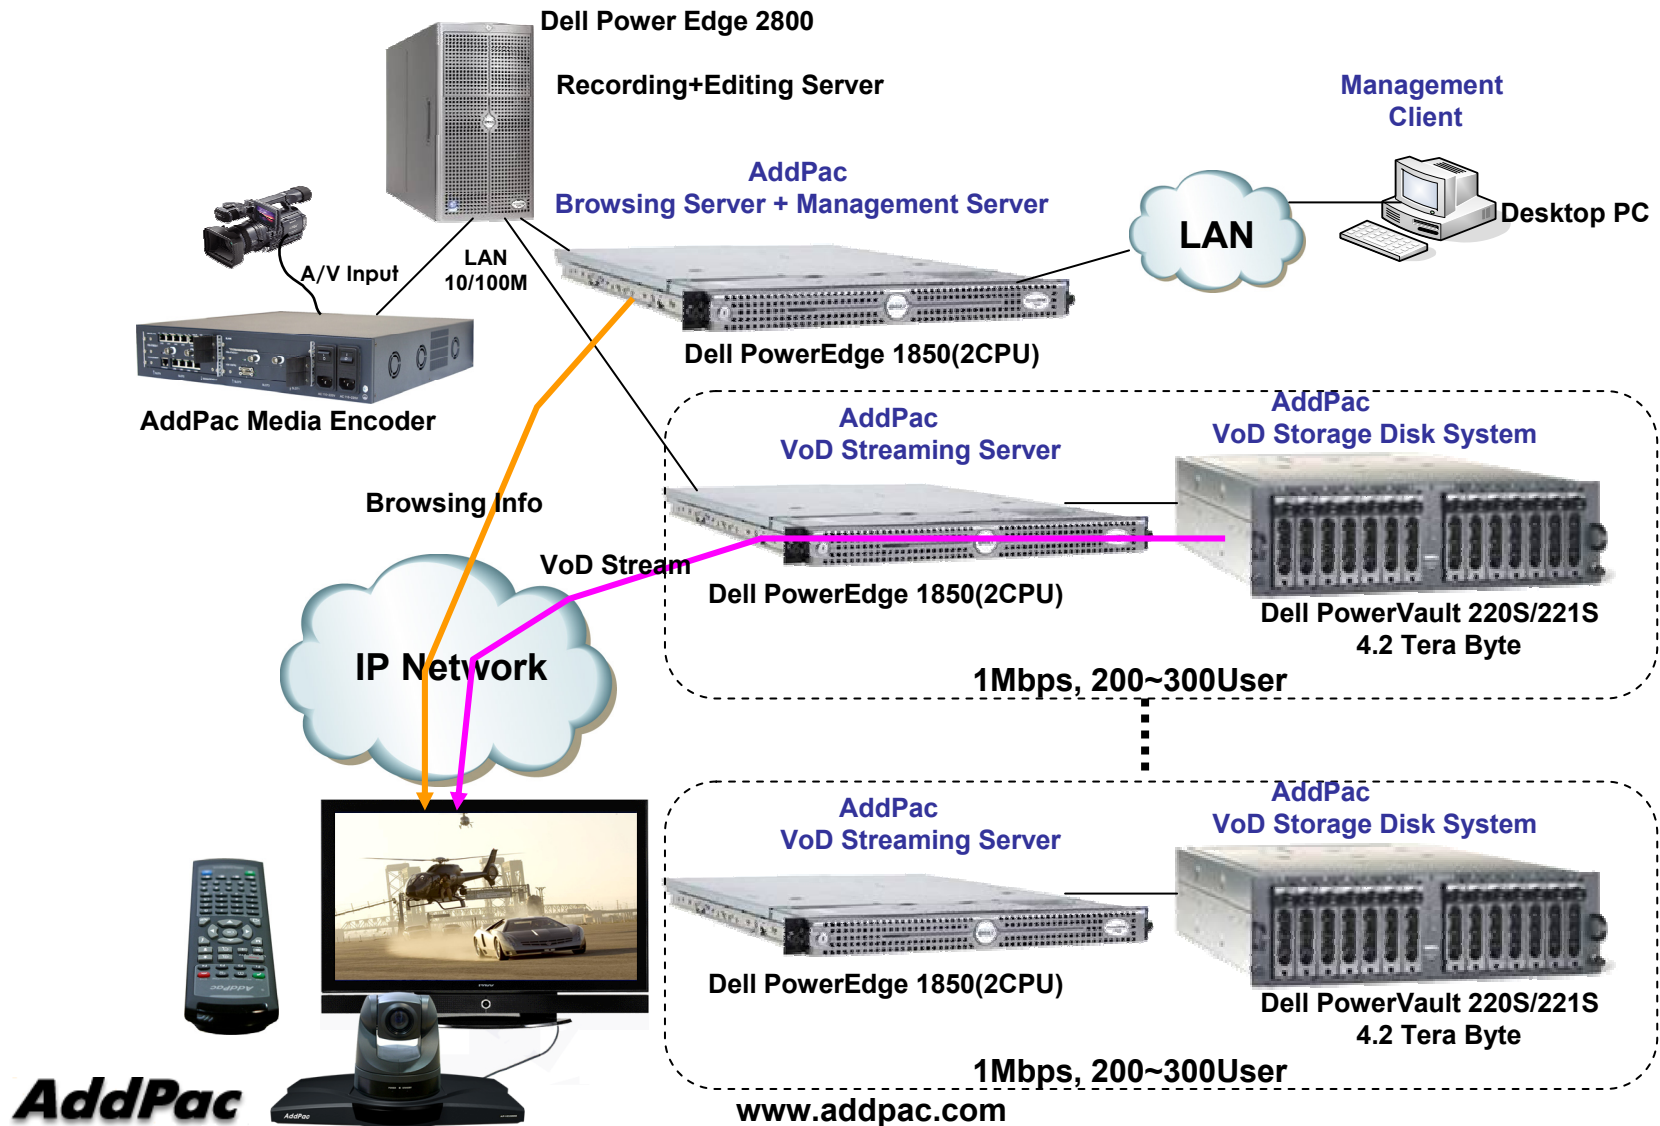 Dell Power Edge 2800
Recording+Editing Server
Management
Client
AddPac
Browsing Server + Management Server
LAN
Desktop PC
A/V Input
LAN
10/100M
Dell PowerEdge 1850(2CPU)
AddPac Media Encoder
AddPac
VoD Streaming Server
AddPac
VoD Storage Disk System
Browsing Info
VoD Stream
Dell PowerEdge 1850(2CPU)
Dell PowerVault 220S/221S
4.2 Tera Byte
IP Network
1Mbps, 200~300User
AddPac
VoD Streaming Server
AddPac
VoD Storage Disk System
Dell PowerEdge 1850(2CPU)
Dell PowerVault 220S/221S
4.2 Tera Byte
1Mbps, 200~300User
AddPac
AddPac
AddPac
www.addpac.com